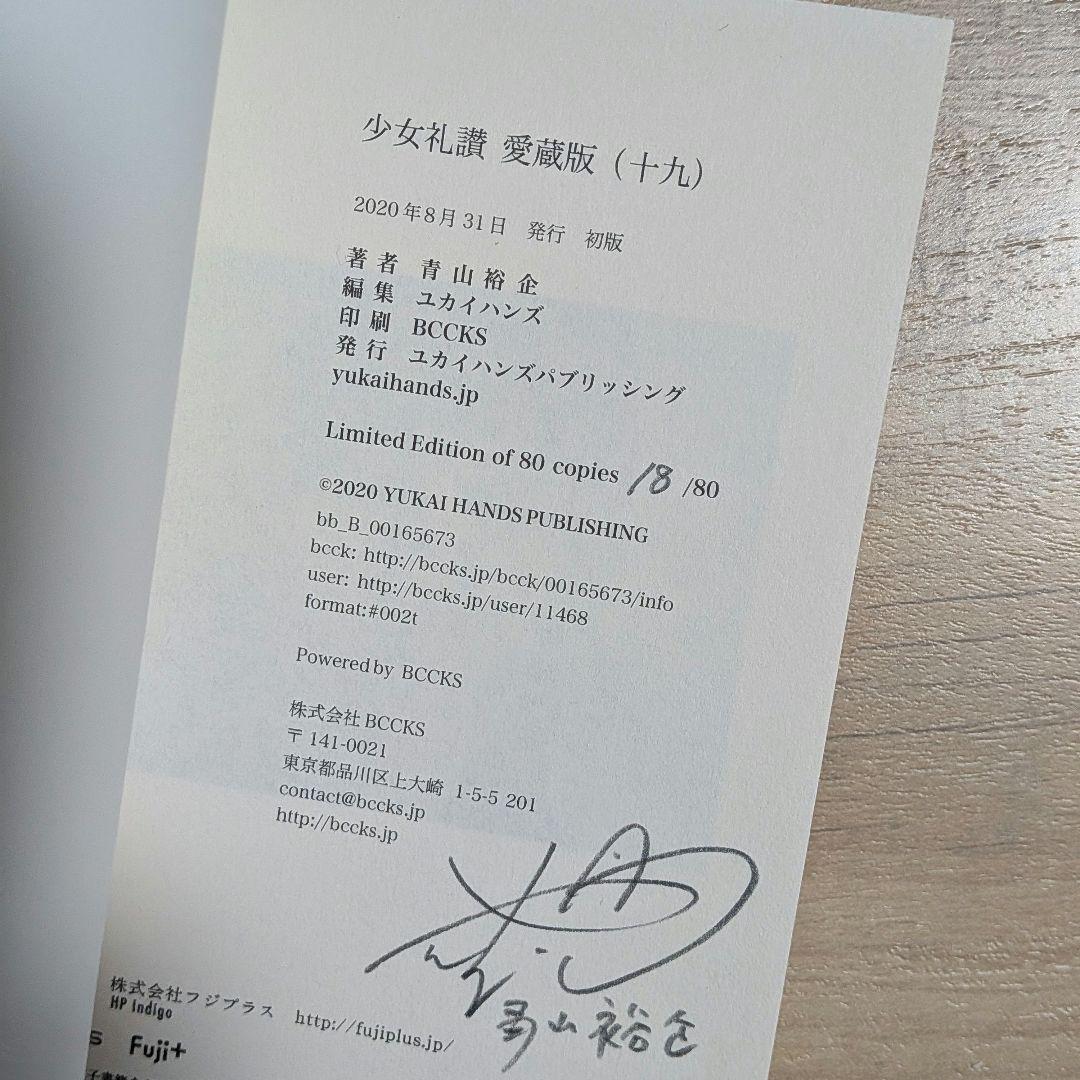 少女礼讃 愛蔵版（十九）
2020年8月31日　発行　初版
著者　青山裕企
編集　ユカイハンズ
印刷　BCCKS
発行　ユカイハンズパブリッシング
yukaihands.jp
Limited Edition of 80 copies 18 /80
©2020 YUKAI HANDS PUBLISHING
bb_B_00165673
bcck: http://bccks.jp/bcck/00165673/info
user: http://bccks.jp/user/11468
format:#002t
Powered by BCCKS
株式会社BCCKS
〒 141-0021
東京都品川区上大崎 1-5-5 201
contact@bccks.jp
http://bccks.jp
青山裕企
株式会社フジプラス　http://fujiplus.jp/
HP Indigo
S Fuji+